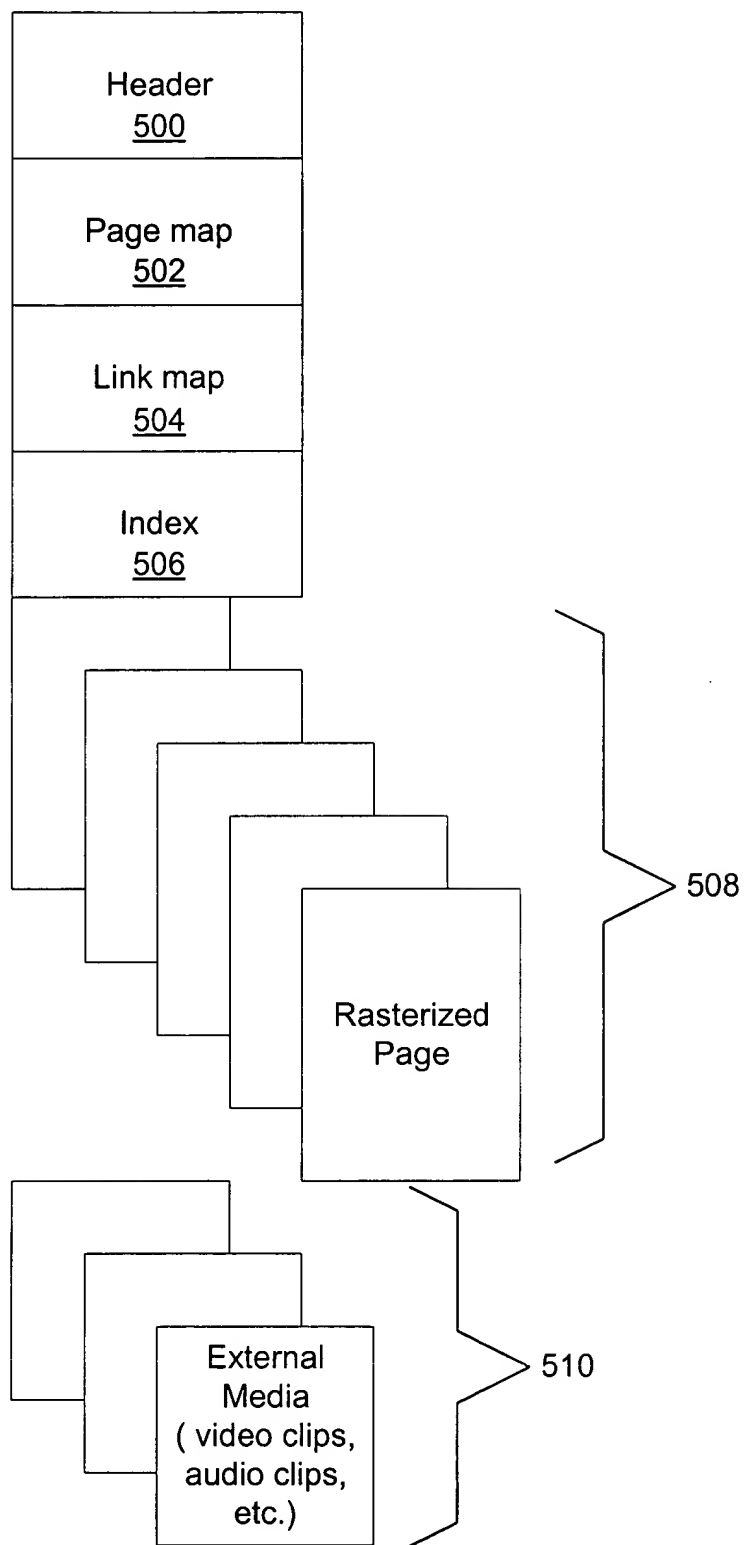 Header
500
Page map
502
Link map
504
Index
506
508
Rasterized
Page
510
External
Media
( video clips,
audio clips,
etc.)